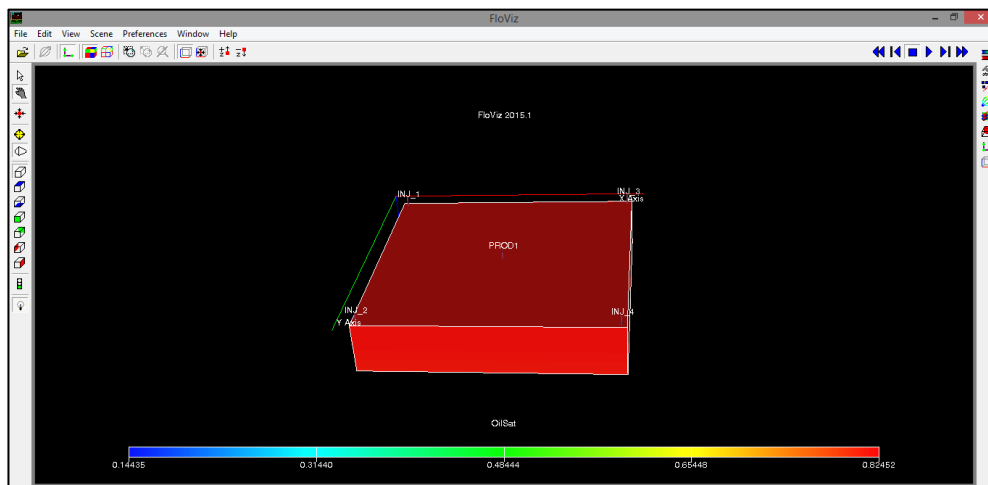 FloViz
File Edit View Scene Preferences Window Help
FloViz 2015.1
INJ_1
INJ_3
X Axis
PROD1
INJ_2
INJ_4
Y Axis
OilSat
0.14435 0.31440 0.48444 0.65448 0.82452